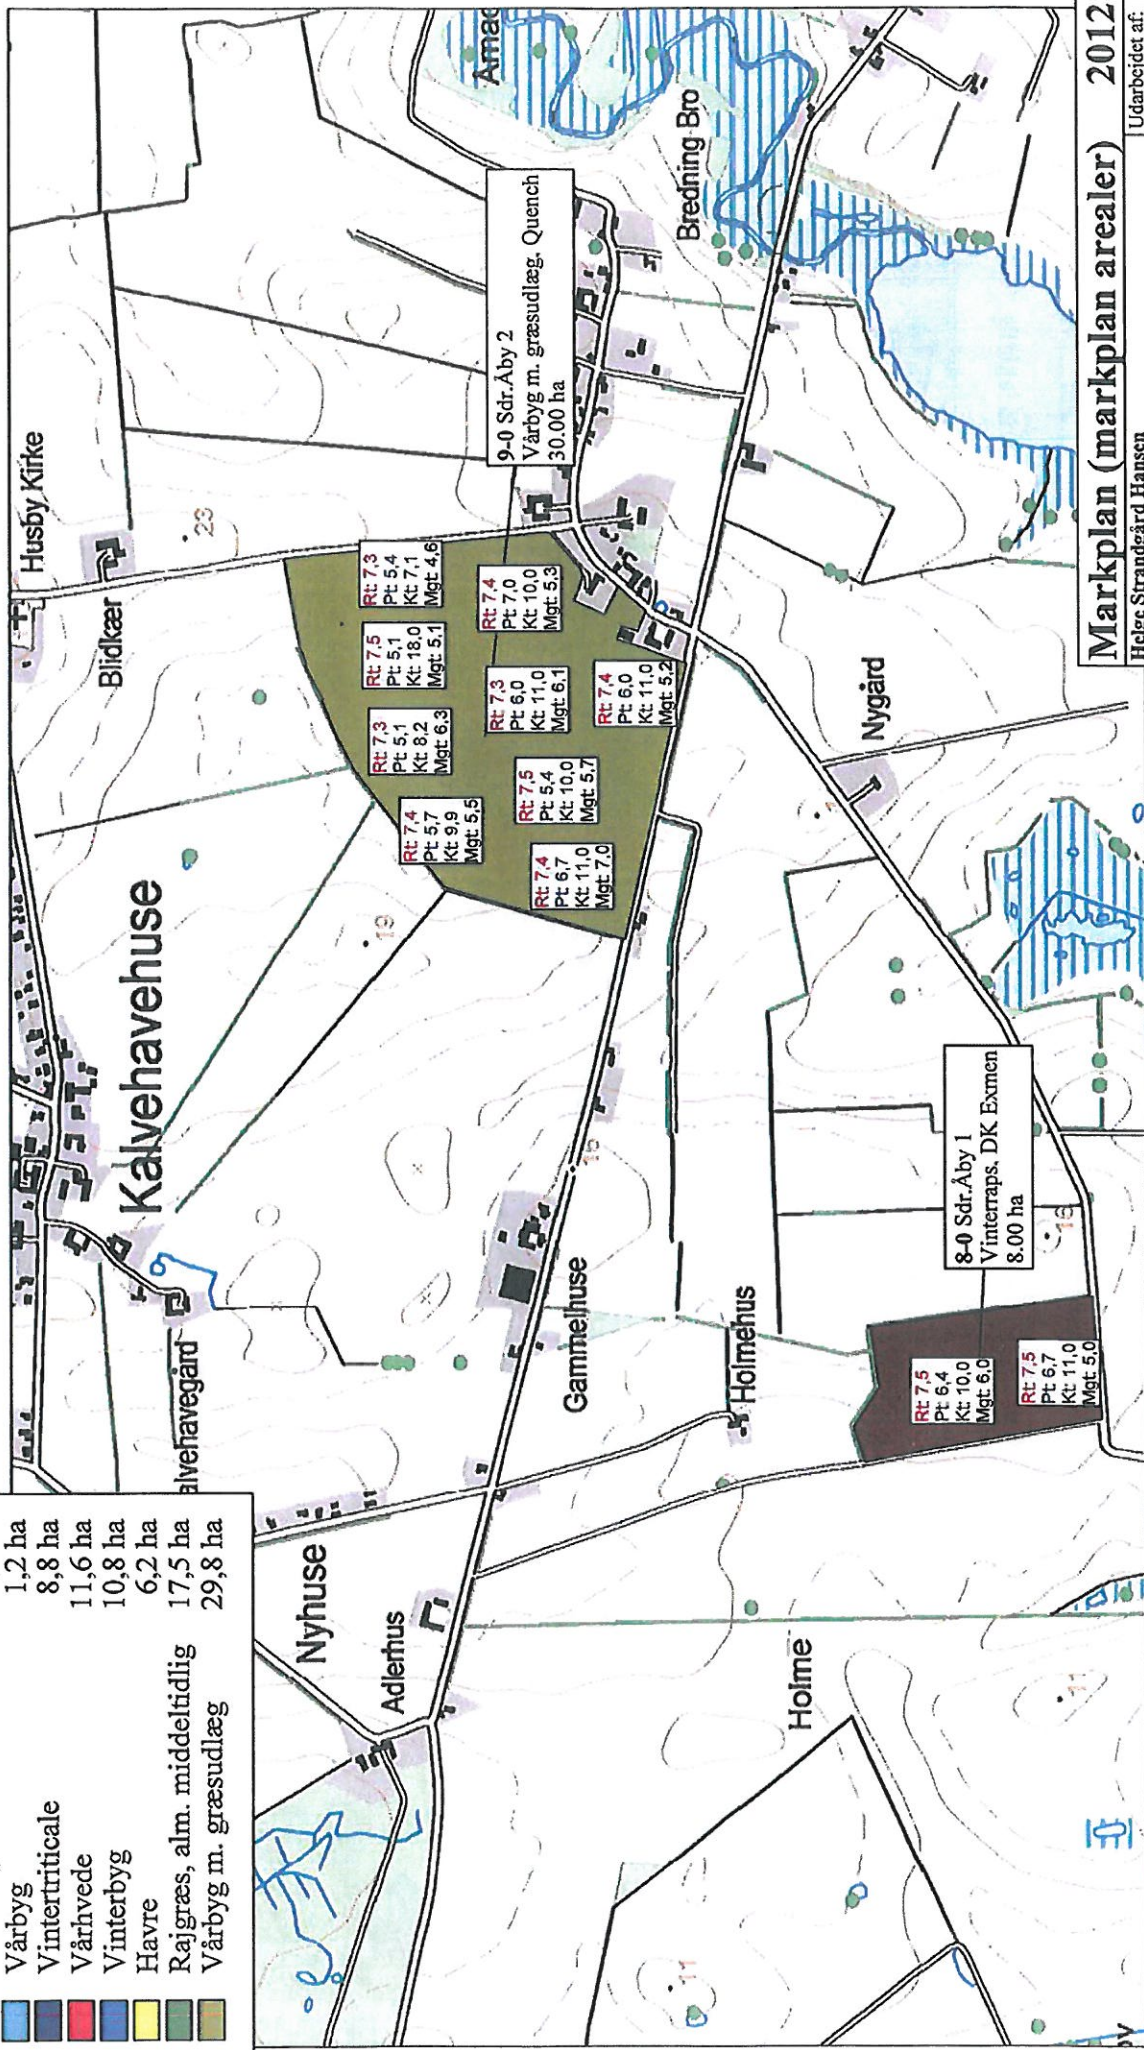 Vårbyg 1,2 ha
Vintertriticale 8,8 ha
Vårhvede 11,6 ha
Vinterbyg 10,8 ha
Havre 6,2 ha
Rajgræs, alm. middeltidlig 17,5 ha
Vårbyg m. græsudlæg 29,8 ha
alvehavegård
Kalvehavehuse
Husby Kirke
Blidkær
23
19
Nyhuse
Adlerhus
Gammelhuse
16
Holmehus
Holme
11
11
16
Nygård
Bredning Bro
9-0 Sdr.Åby 2
Vårbyg m. græsudlæg, Quench
30.00 ha
Rt: 7,3
Pt: 5,4
Kt: 7,1
Mgt: 4,6
Rt: 7,5
Pt: 5,1
Kt: 18,0
Mgt: 5,1
Rt: 7,3
Pt: 5,1
Kt: 8,2
Mgt: 6,3
Rt: 7,4
Pt: 5,7
Kt: 9,9
Mgt: 5,5
Rt: 7,4
Pt: 7,0
Kt: 10,0
Mgt: 5,3
Rt: 7,3
Pt: 6,0
Kt: 11,0
Mgt: 6,1
Rt: 7,5
Pt: 5,4
Kt: 10,0
Mgt: 5,7
Rt: 7,4
Pt: 6,7
Kt: 11,0
Mgt: 7,0
Rt: 7,4
Pt: 6,0
Kt: 11,0
Mgt: 5,2
8-0 Sdr.Åby 1
Vinterraps, DK Exmen
8.00 ha
Rt: 7,5
Pt: 6,4
Kt: 10,0
Mgt: 6,0
Rt: 7,5
Pt: 6,7
Kt: 11,0
Mgt: 5,0
Markplan (markplan arealer) 2012
Helge Strandgård Hansen
Udarbejdet af: